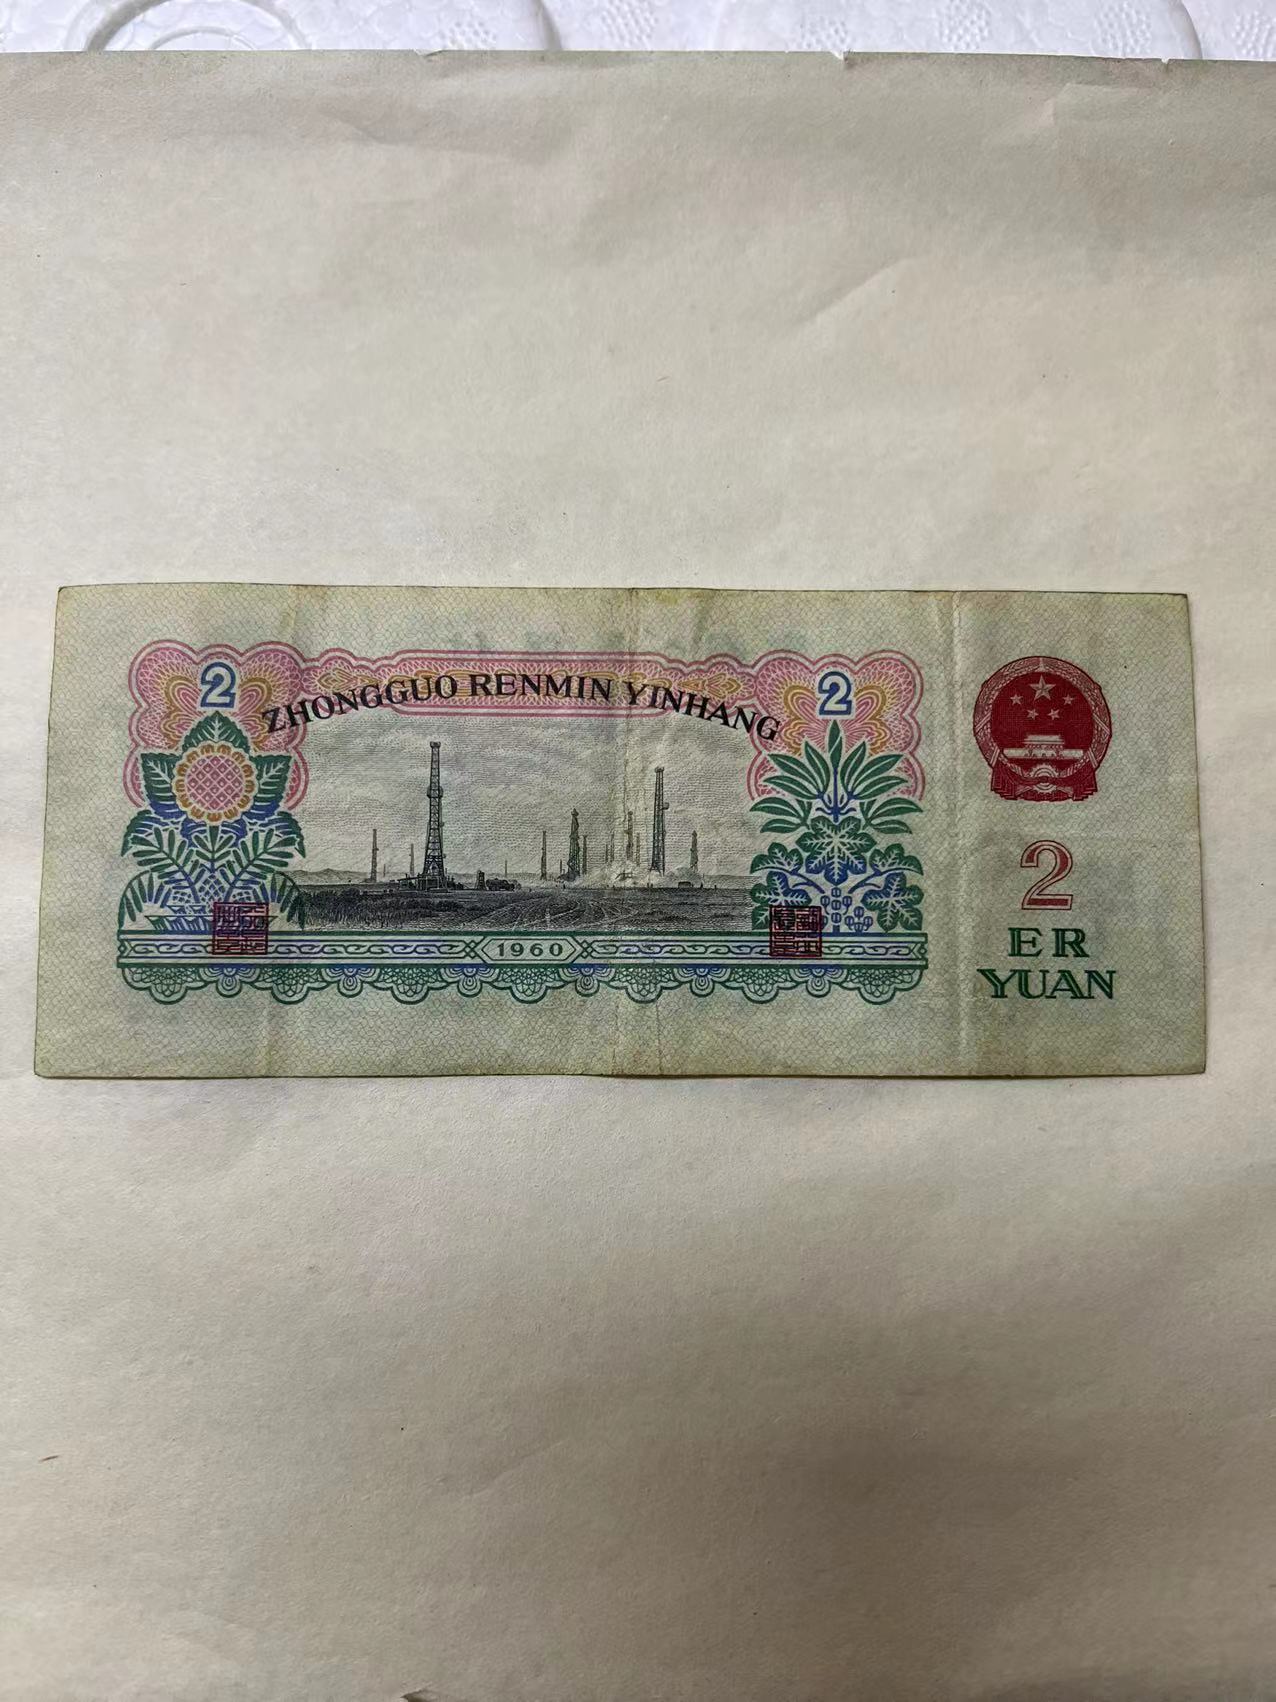 2
2
ZHONGGUO RENMIN YINHANG
1960
2
ER
YUAN